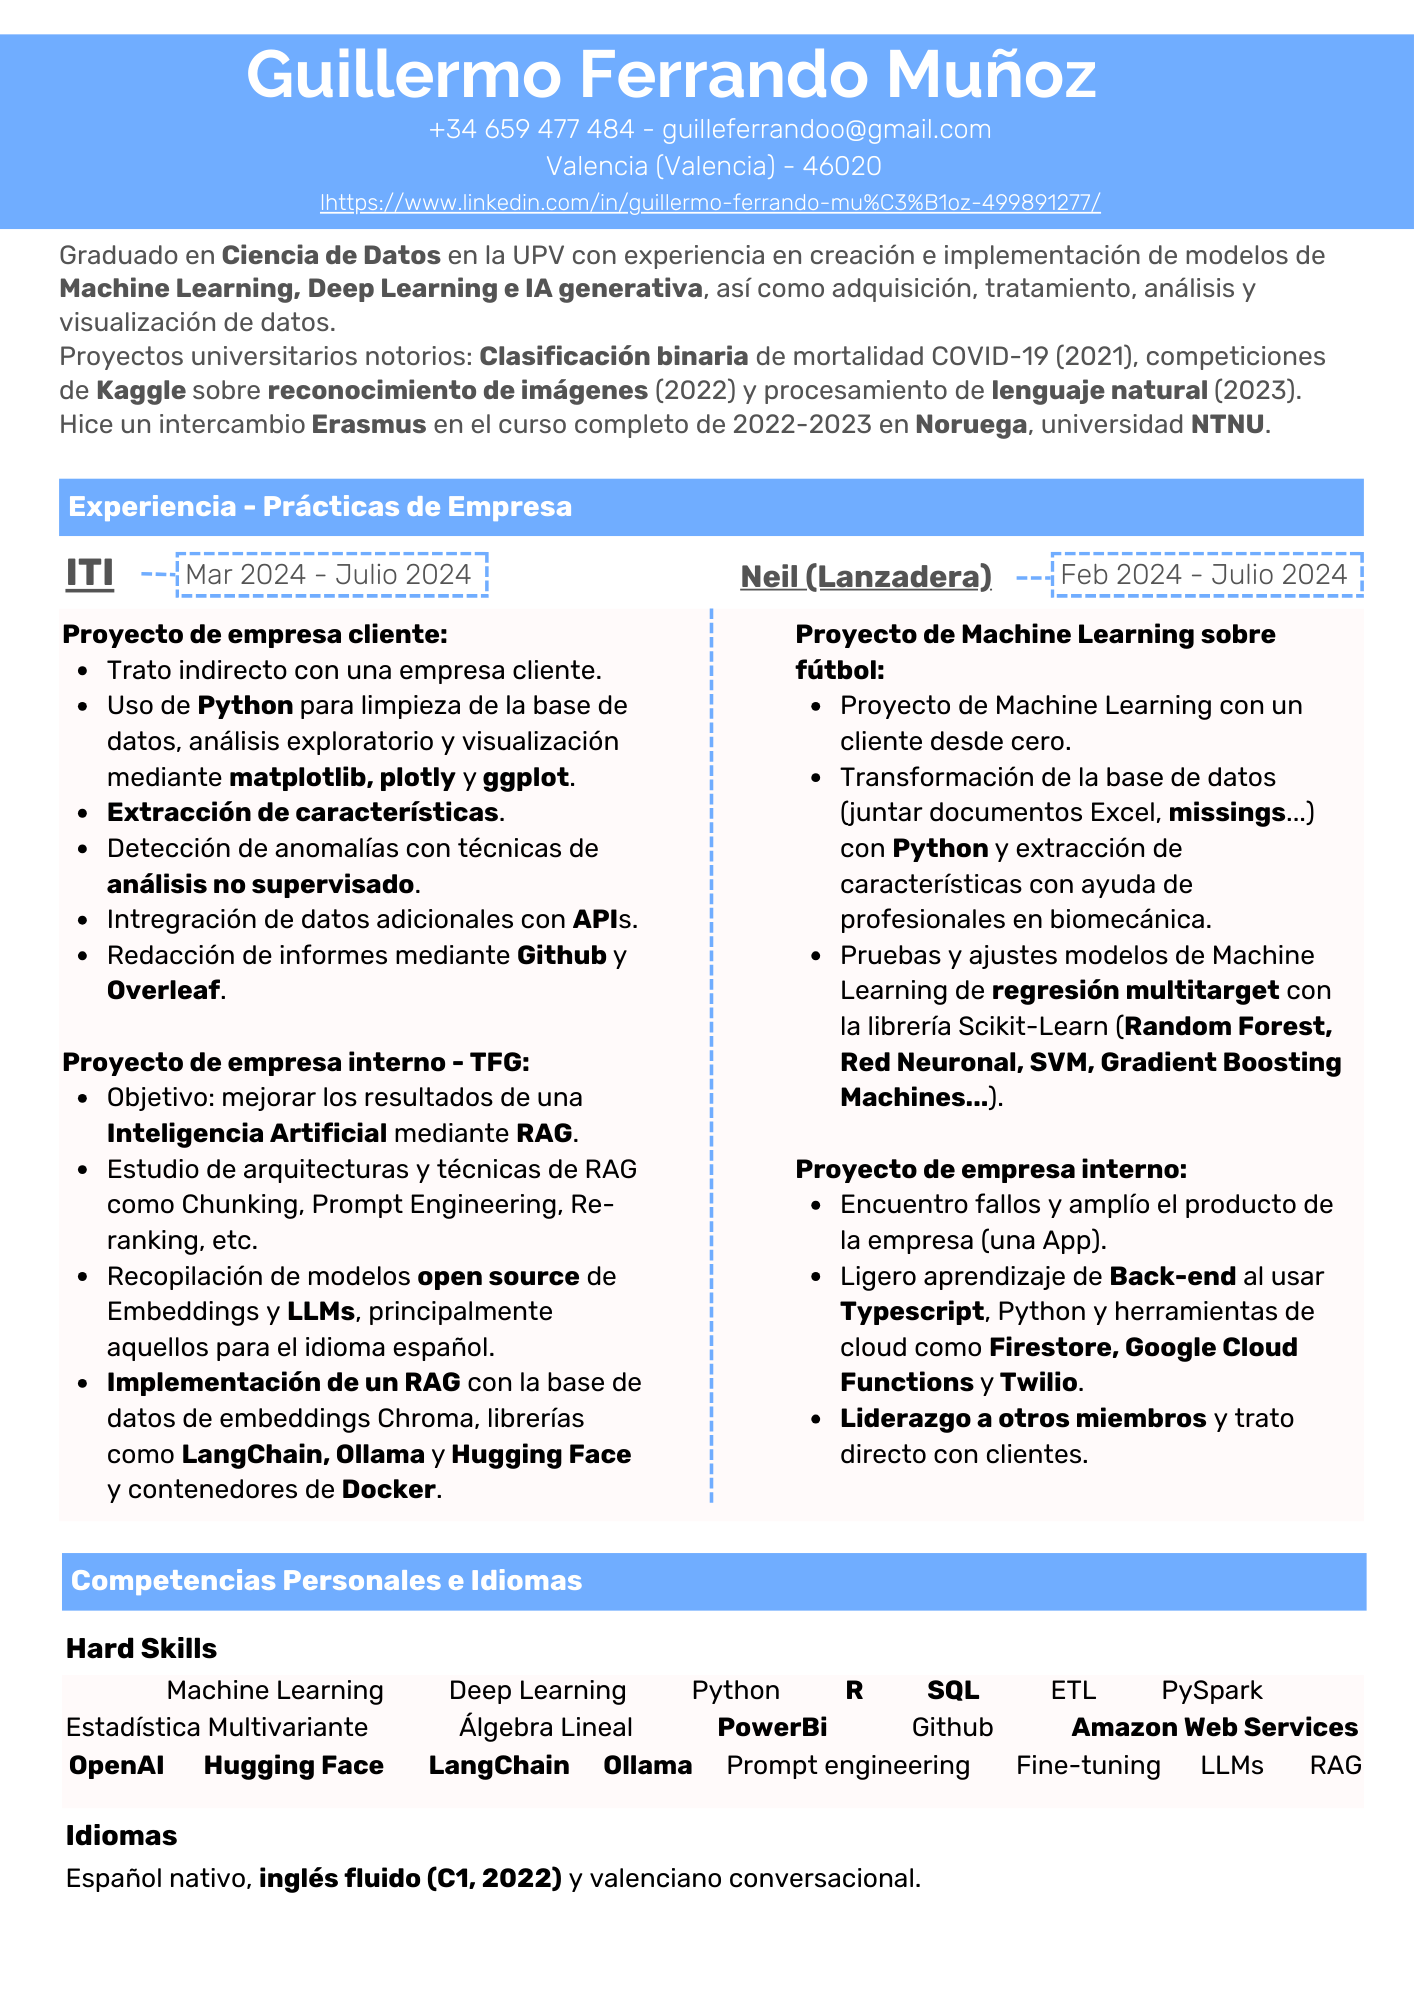 Guillermo Ferrando Muñoz
+34 659 477 484 - guilleferrandoo@gmail.com
Valencia (Valencia) - 46020
lhttps://www.linkedin.com/in/guillermo-ferrando-mu%C3%B1oz-499891277/
Graduado en Ciencia de Datos en la UPV con experiencia en creación e implementación de modelos de
Machine Learning, Deep Learning e IA generativa, así como adquisición, tratamiento, análisis y
visualización de datos.
Proyectos universitarios notorios: Clasificación binaria de mortalidad COVID-19 (2021), competiciones
de Kaggle sobre reconocimiento de imágenes (2022) y procesamiento de lenguaje natural (2023).
Hice un intercambio Erasmus en el curso completo de 2022-2023 en Noruega, universidad NTNU.
Experiencia - Prácticas de Empresa
ITI Mar 2024 - Julio 2024
Proyecto de empresa cliente:
• Trato indirecto con una empresa cliente.
• Uso de Python para limpieza de la base de
datos, análisis exploratorio y visualización
mediante matplotlib, plotly y ggplot.
• Extracción de características.
• Detección de anomalías con técnicas de
análisis no supervisado.
• Intregración de datos adicionales con APIs.
• Redacción de informes mediante Github y
Overleaf.
Proyecto de empresa interno - TFG:
• Objetivo: mejorar los resultados de una
Inteligencia Artificial mediante RAG.
• Estudio de arquitecturas y técnicas de RAG
como Chunking, Prompt Engineering, Re-
ranking, etc.
• Recopilación de modelos open source de
Embeddings y LLMs, principalmente
aquellos para el idioma español.
• Implementación de un RAG con la base de
datos de embeddings Chroma, librerías
como LangChain, Ollama y Hugging Face
y contenedores de Docker.
Neil (Lanzadera) Feb 2024 - Julio 2024
Proyecto de Machine Learning sobre
fútbol:
• Proyecto de Machine Learning con un
cliente desde cero.
• Transformación de la base de datos
(juntar documentos Excel, missings...)
con Python y extracción de
características con ayuda de
profesionales en biomecánica.
• Pruebas y ajustes modelos de Machine
Learning de regresión multitarget con
la librería Scikit-Learn (Random Forest,
Red Neuronal, SVM, Gradient Boosting
Machines...).
Proyecto de empresa interno:
• Encuentro fallos y amplío el producto de
la empresa (una App).
• Ligero aprendizaje de Back-end al usar
Typescript, Python y herramientas de
cloud como Firestore, Google Cloud
Functions y Twilio.
• Liderazgo a otros miembros y trato
directo con clientes.
Competencias Personales e Idiomas
Hard Skills
Machine Learning Deep Learning Python R SQL ETL PySpark
Estadística Multivariante Álgebra Lineal PowerBi Github Amazon Web Services
OpenAI Hugging Face LangChain Ollama Prompt engineering Fine-tuning LLMs RAG
Idiomas
Español nativo, inglés fluido (C1, 2022) y valenciano conversacional.